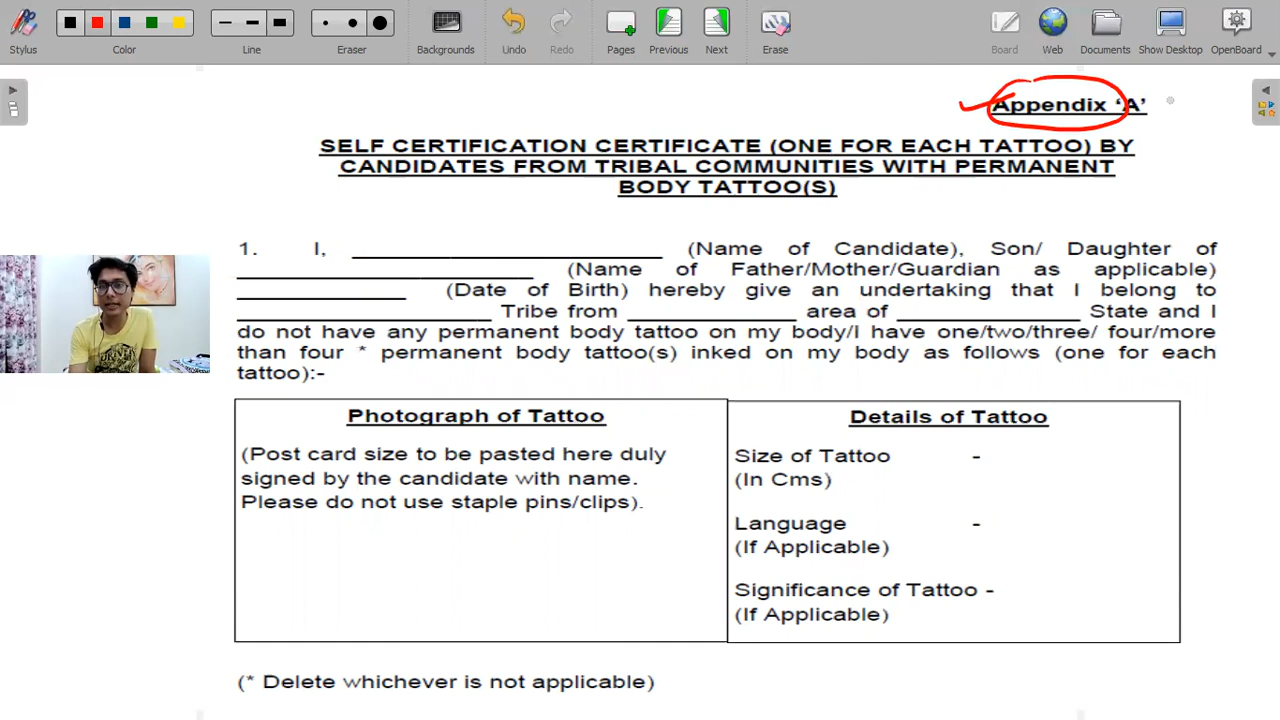 Stylus
Color
Line
Eraser
Backgrounds
Undo
Redo
Pages
Previous
Next
Erase
Board
Web
Documents
Show Desktop
OpenBoard
Appendix ‘A’
SELF CERTIFICATION CERTIFICATE (ONE FOR EACH TATTOO) BY
CANDIDATES FROM TRIBAL COMMUNITIES WITH PERMANENT
BODY TATTOO(S)
1. I, ____________________ (Name of Candidate), Son/ Daughter of
____________________ (Name of Father/Mother/Guardian as applicable)
____________ (Date of Birth) hereby give an undertaking that I belong to
__________________ Tribe from ____________ area of _____________ State and I
do not have any permanent body tattoo on my body/I have one/two/three/ four/more
than four * permanent body tattoo(s) inked on my body as follows (one for each
tattoo):-
Photograph of Tattoo
(Post card size to be pasted here duly
signed by the candidate with name.
Please do not use staple pins/clips).
Details of Tattoo
Size of Tattoo -
(In Cms)
Language -
(If Applicable)
Significance of Tattoo -
(If Applicable)
(* Delete whichever is not applicable)